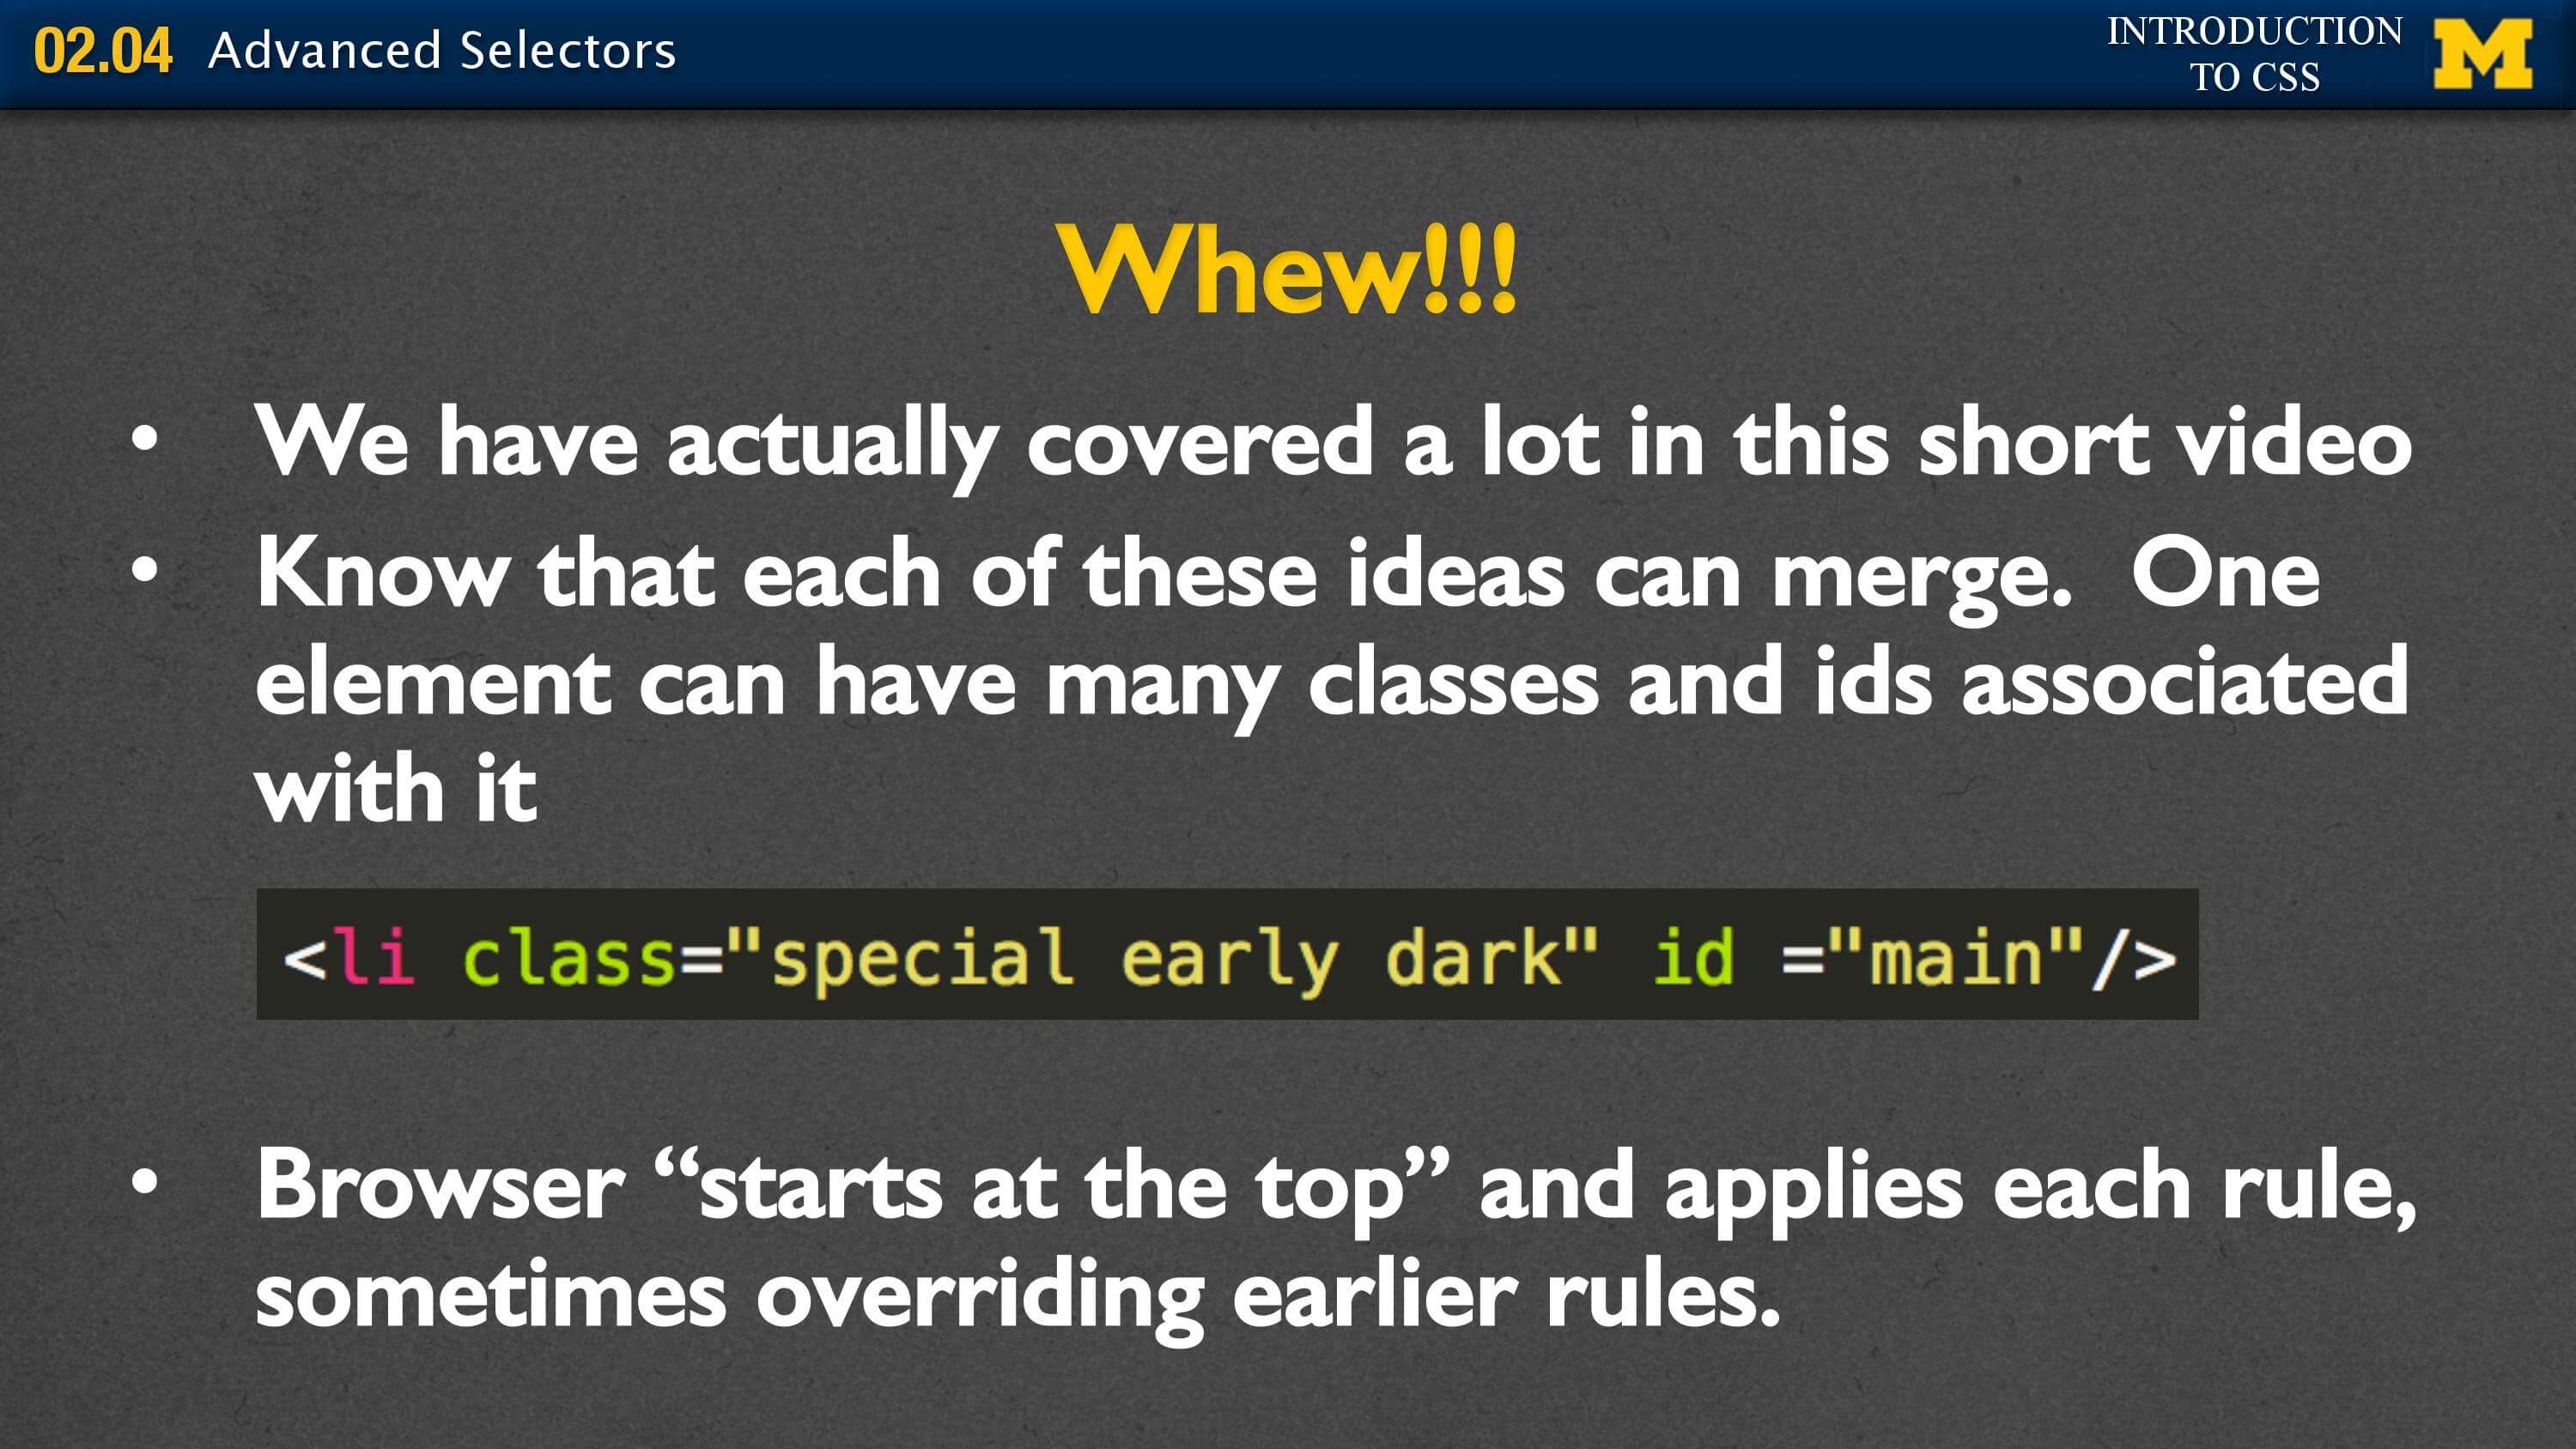 02.04 Advanced Selectors
INTRODUCTION
TO CSS
M
Whew!!!
• We have actually covered a lot in this short video
• Know that each of these ideas can merge.  One
element can have many classes and ids associated
with it
<li class="special early dark" id ="main"/>
• Browser “starts at the top” and applies each rule,
sometimes overriding earlier rules.